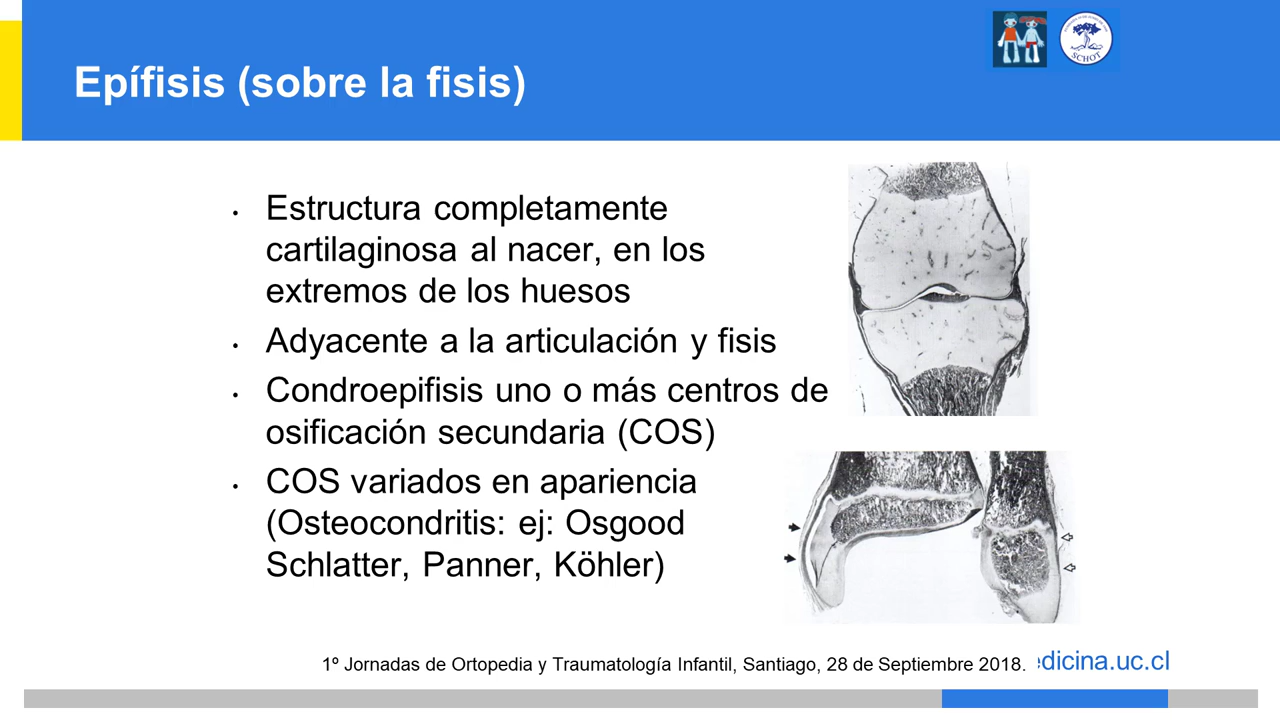 Epífisis (sobre la fisis)
SCHOT
• Estructura completamente
cartilaginosa al nacer, en los
extremos de los huesos
• Adyacente a la articulación y fisis
• Condroepifisis uno o más centros de
osificación secundaria (COS)
• COS variados en apariencia
(Osteocondritis: ej: Osgood
Schlatter, Panner, Köhler)
1º Jornadas de Ortopedia y Traumatología Infantil, Santiago, 28 de Septiembre 2018.
edicina.uc.cl